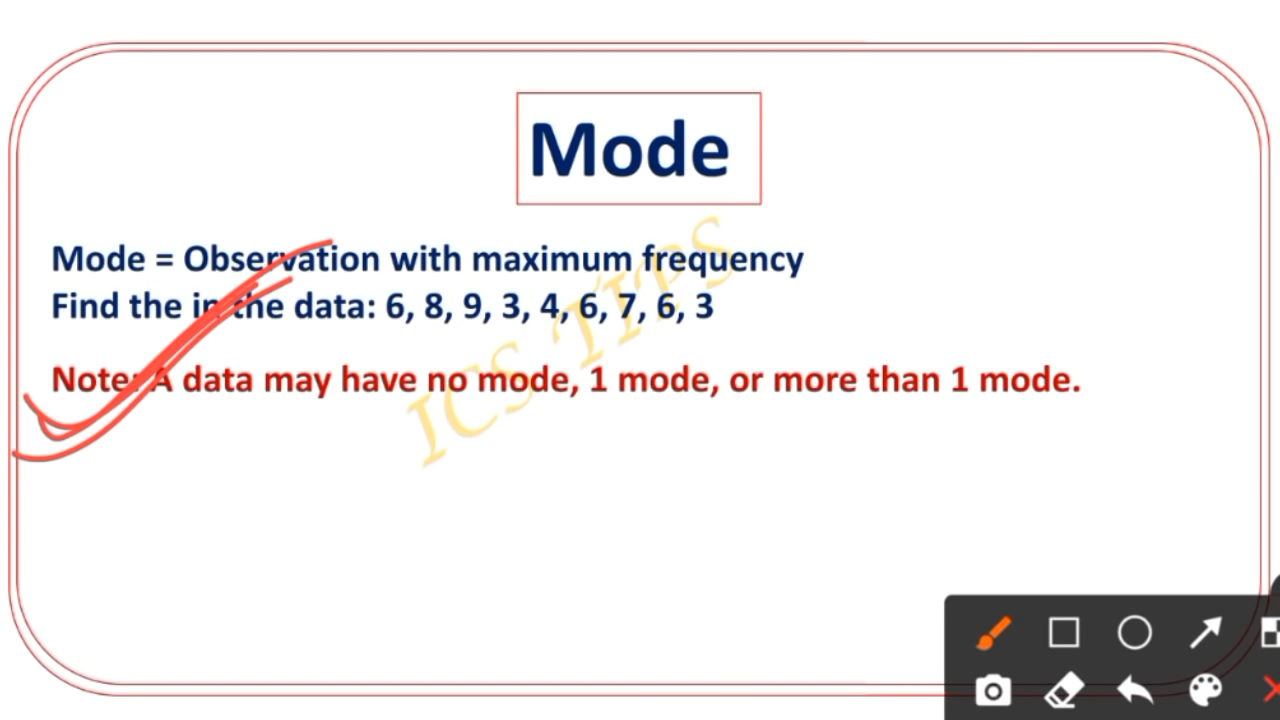 Mode
Mode = Observation with maximum frequency
Find the in the data: 6, 8, 9, 3, 4, 6, 7, 6, 3
Note: A data may have no mode, 1 mode, or more than 1 mode.
ICS TIPS